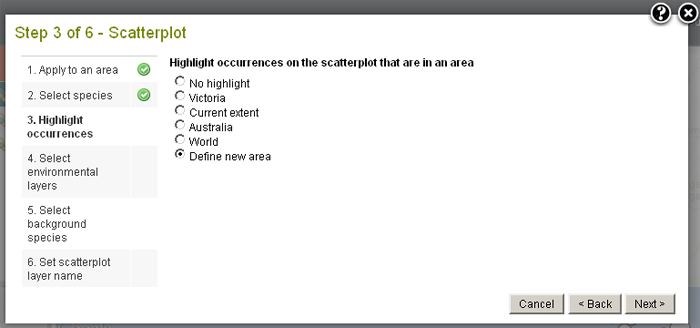 Step 3 of 6 - Scatterplot
1. Apply to an area
2. Select species
3. Highlight
occurrences
4. Select
environmental
layers
5. Select
background
species
6. Set scatterplot
layer name
Highlight occurrences on the scatterplot that are in an area
No highlight
Victoria
Current extent
Australia
World
Define new area
Cancel
< Back
Next >